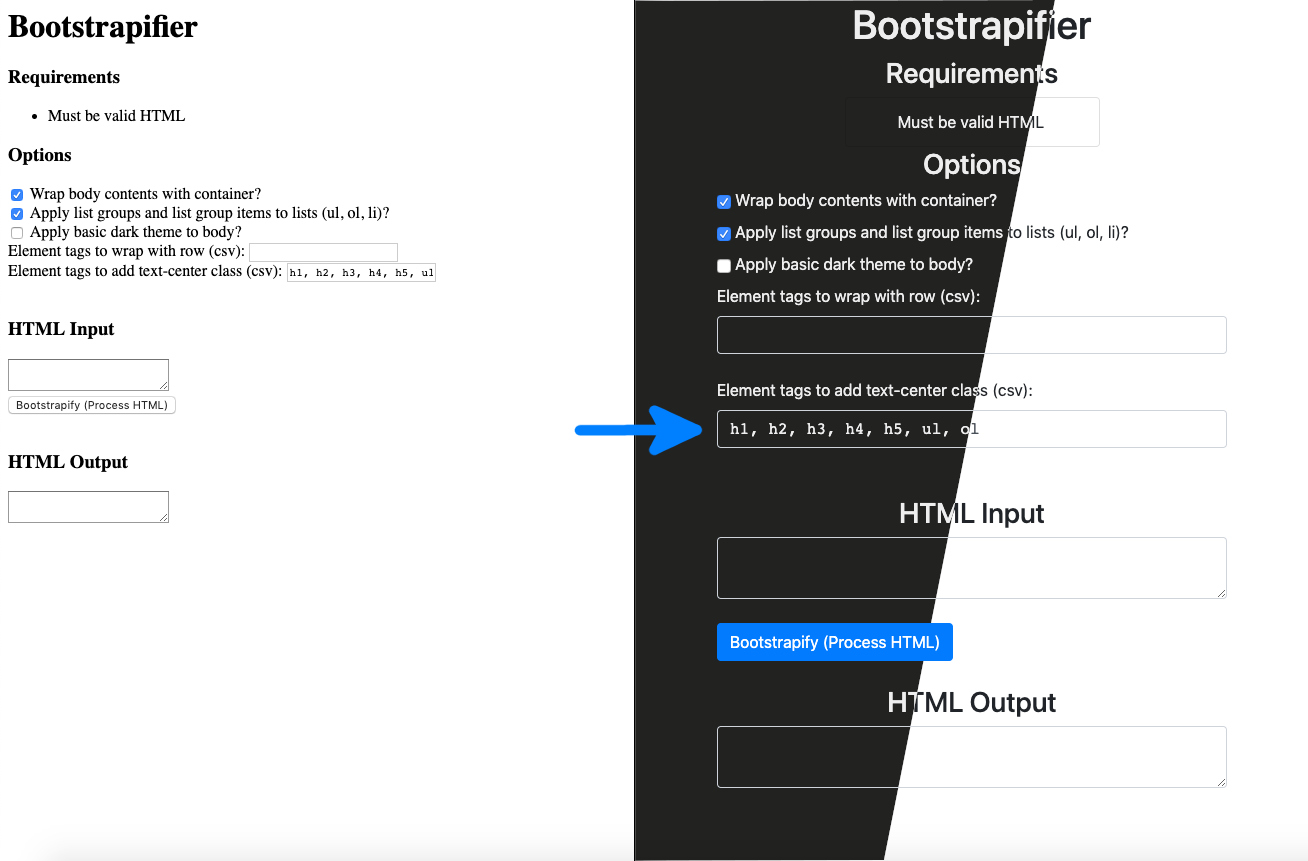 Bootstrapifier
Requirements
Must be valid HTML
Options
Wrap body contents with container?
Apply list groups and list group items to lists (ul, ol, li)?
Apply basic dark theme to body?
Element tags to wrap with row (csv):
Element tags to add text-center class (csv): h1, h2, h3, h4, h5, ul
HTML Input
Bootstrapify (Process HTML)
HTML Output
Bootstrapifier
Requirements
Must be valid HTML
Options
Wrap body contents with container?
Apply list groups and list group items to lists (ul, ol, li)?
Apply basic dark theme to body?
Element tags to wrap with row (csv):
Element tags to add text-center class (csv):
h1, h2, h3, h4, h5, ul, ol
HTML Input
Bootstrapify (Process HTML)
HTML Output